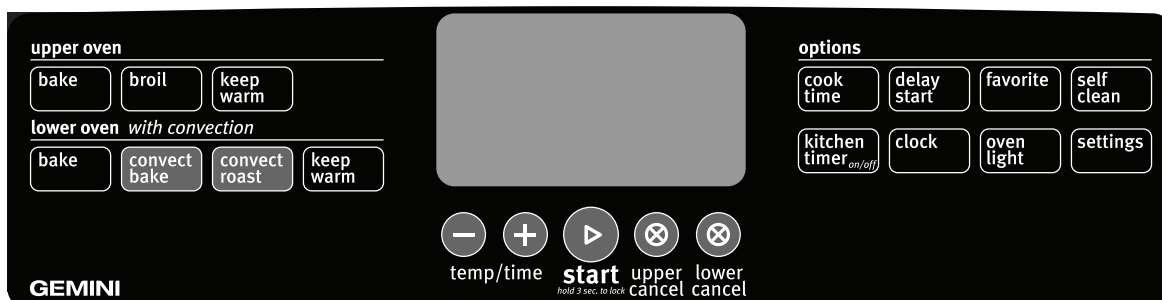 upper oven
bake
broil
keep
warm
lower oven with convection
bake
convect
bake
convect
roast
keep
warm
GEMINI
temp/time
start
hold 3 sec. to lock
upper
cancel
lower
cancel
options
cook
time
delay
start
favorite
self
clean
kitchen
timer on/off
clock
oven
light
settings